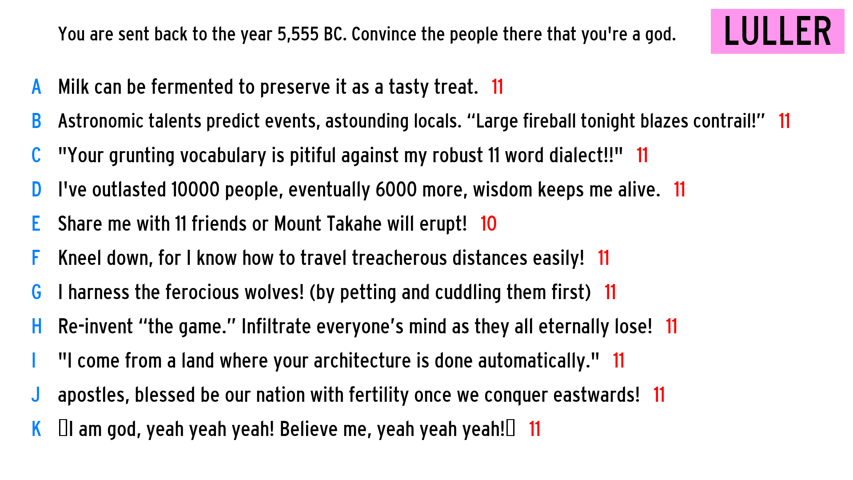 You are sent back to the year 5,555 BC. Convince the people there that you're a god.
LULLER
A Milk can be fermented to preserve it as a tasty treat. 11
B Astronomic talents predict events, astounding locals. “Large fireball tonight blazes contrail!” 11
C "Your grunting vocabulary is pitiful against my robust 11 word dialect!!" 11
D I've outlasted 10000 people, eventually 6000 more, wisdom keeps me alive. 11
E Share me with 11 friends or Mount Takahe will erupt! 10
F Kneel down, for I know how to travel treacherous distances easily! 11
G I harness the ferocious wolves! (by petting and cuddling them first) 11
H Re-invent “the game.” Infiltrate everyone’s mind as they all eternally lose! 11
I "I come from a land where your architecture is done automatically." 11
J apostles, blessed be our nation with fertility once we conquer eastwards! 11
K ▯I am god, yeah yeah yeah! Believe me, yeah yeah yeah!▯ 11